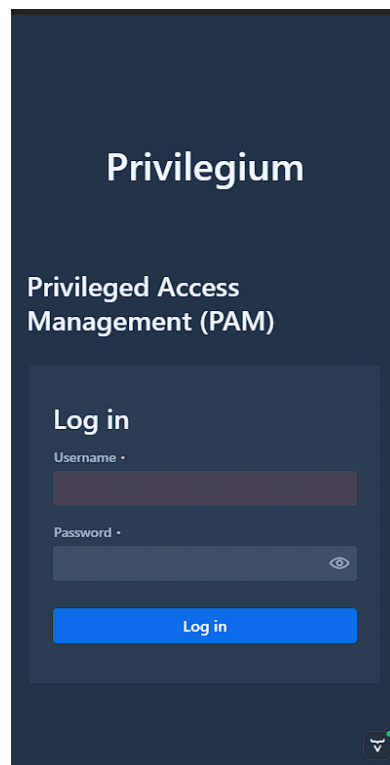 Privilegium
Privileged Access
Management (PAM)
Log in
Username •
Password •
Log in